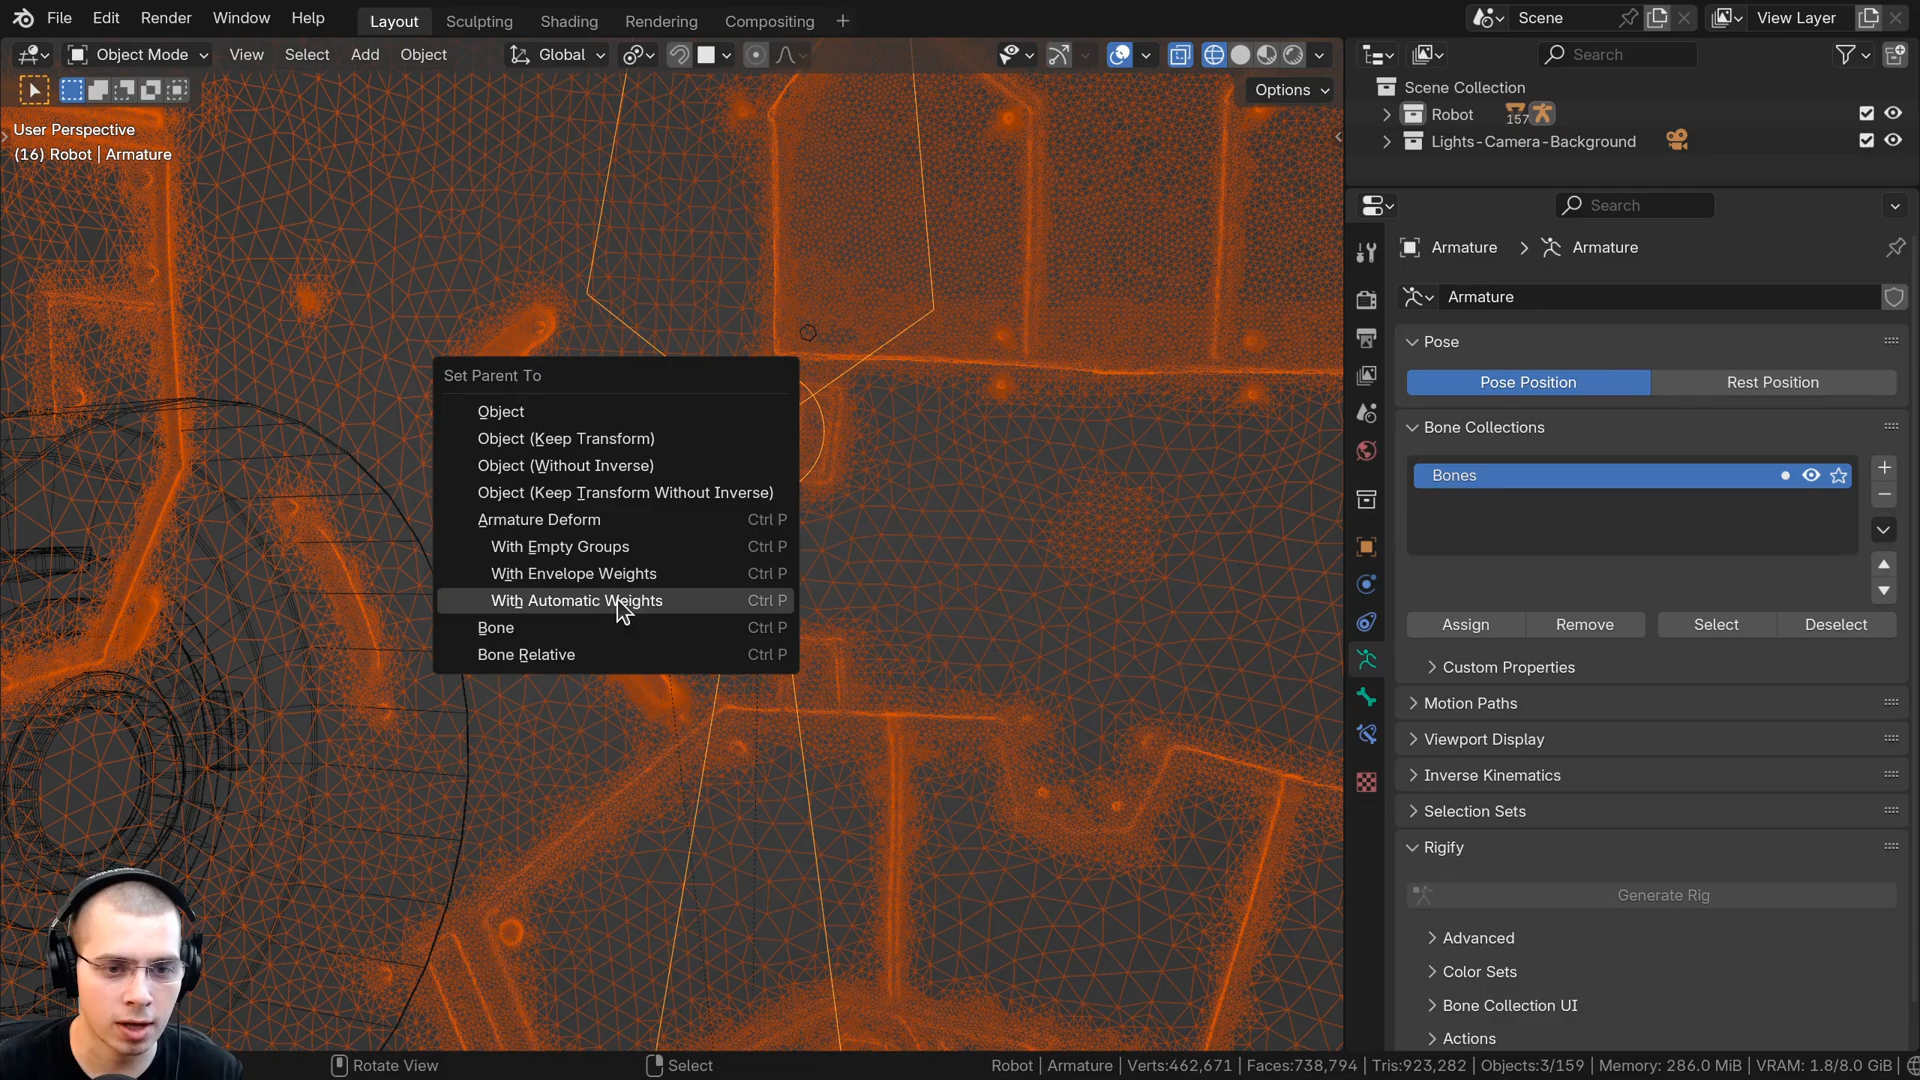 File Edit Render Window Help Layout Sculpting Shading Rendering Compositing Scene View Layer
Object Mode View Select Add Object Global Search
Options
User Perspective
(16) Robot | Armature
Scene Collection
Robot 157
Lights-Camera-Background
Search
Armature Armature
Armature
Pose
Pose Position Rest Position
Bone Collections
Bones
Assign Remove Select Deselect
Custom Properties
Motion Paths
Viewport Display
Inverse Kinematics
Selection Sets
Rigify
Generate Rig
Advanced
Color Sets
Bone Collection UI
Actions
Set Parent To
Object
Object (Keep Transform)
Object (Without Inverse)
Object (Keep Transform Without Inverse)
Armature Deform Ctrl P
With Empty Groups Ctrl P
With Envelope Weights Ctrl P
With Automatic Weights Ctrl P
Bone Ctrl P
Bone Relative Ctrl P
Rotate View Select Robot | Armature | Verts:462,671 | Faces:738,794 | Tris:923,282 | Objects:3/159 | Memory: 286.0 MiB | VRAM: 1.8/8.0 GiB |